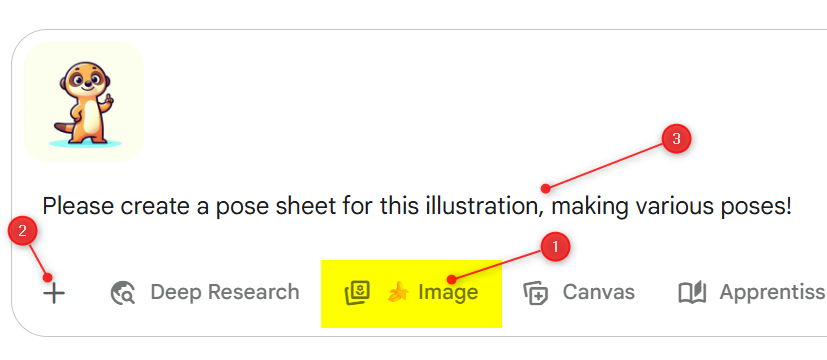 3
Please create a pose sheet for this illustration, making various poses!
2
1
Deep Research Image Canvas Apprentiss